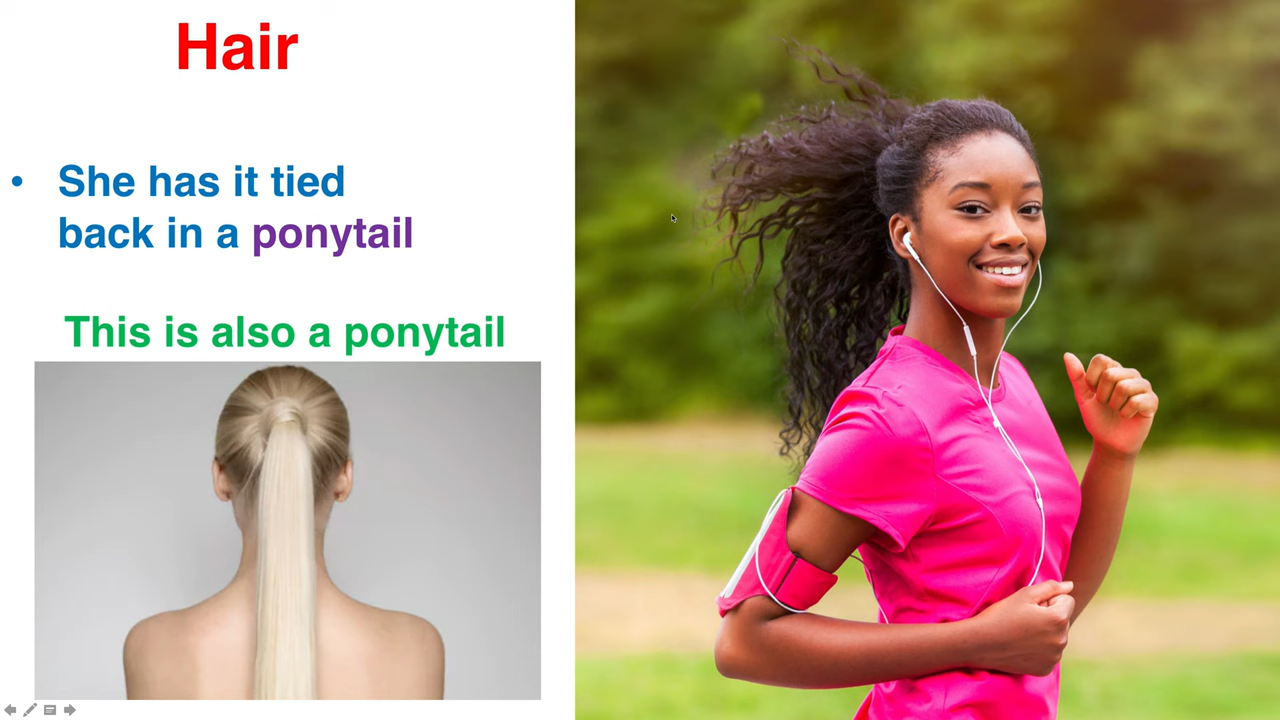 Hair
• She has it tied
back in a ponytail
This is also a ponytail